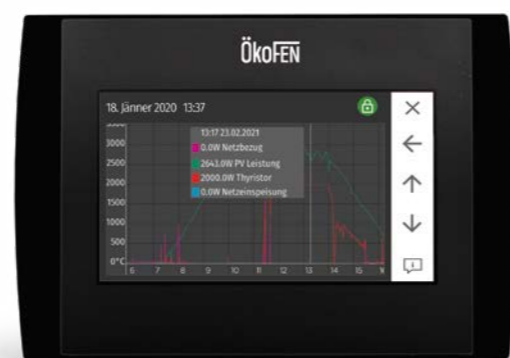 ÖkoFEN
18. Jänner 2020 13:37
3500
3000
2500
2000
1500
1000
500
0°C
13:17 23.02.2021
0.0W Netzbezug
2643.0W PV Leistung
2000.0W Thyristor
0.0W Netzeinspeisung
6 7 8 9 10 11 12 13 14 15